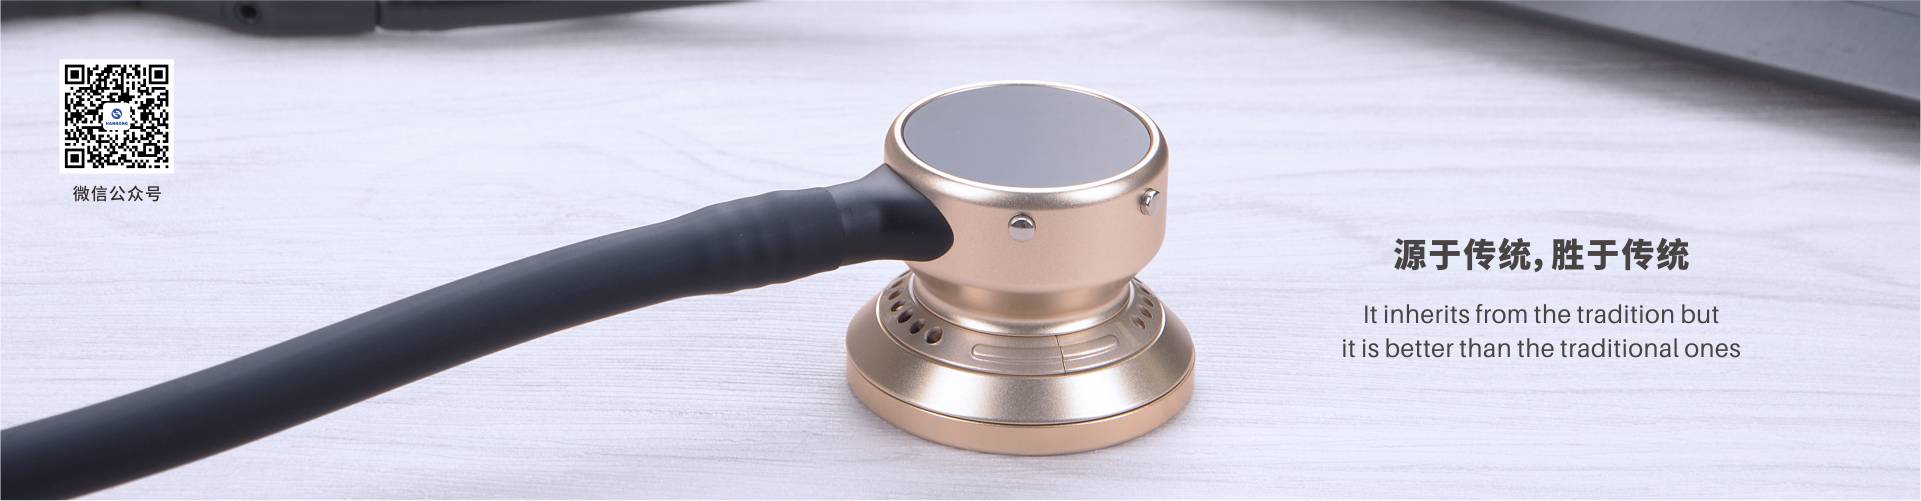 HANHONG
微信公众号
源于传统，胜于传统
It inherits from the tradition but
it is better than the traditional ones